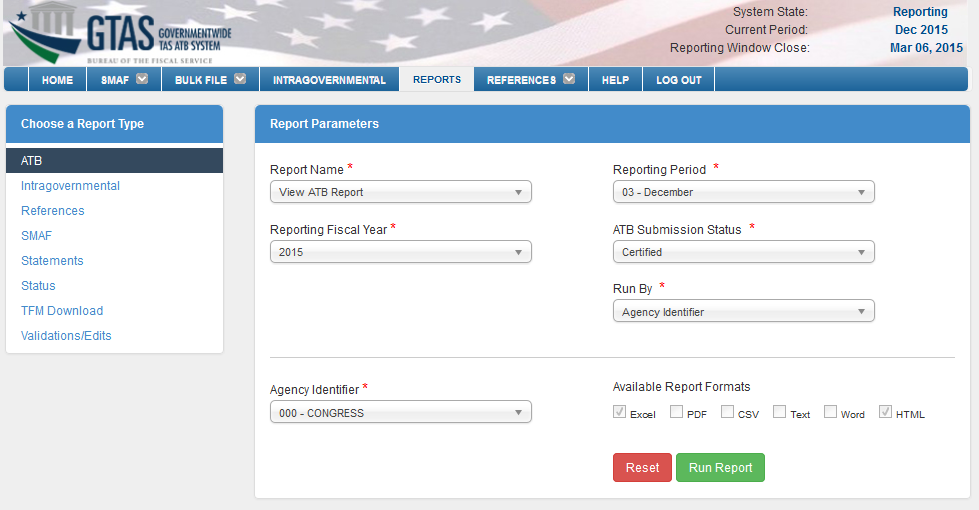 GTAS GOVERNMENTWIDE
TAS ATB SYSTEM
BUREAU OF THE FISCAL SERVICE
System State: Reporting
Current Period: Dec 2015
Reporting Window Close: Mar 06, 2015
HOME SMAF BULK FILE INTRAGOVERNMENTAL REPORTS REFERENCES HELP LOG OUT
Choose a Report Type
ATB
Intragovernmental
References
SMAF
Statements
Status
TFM Download
Validations/Edits
Report Parameters
Report Name * Reporting Period *
View ATB Report 03 - December
Reporting Fiscal Year * ATB Submission Status *
2015 Certified
Run By *
Agency Identifier
Agency Identifier * Available Report Formats
000 - CONGRESS Excel PDF CSV Text Word HTML
Reset Run Report